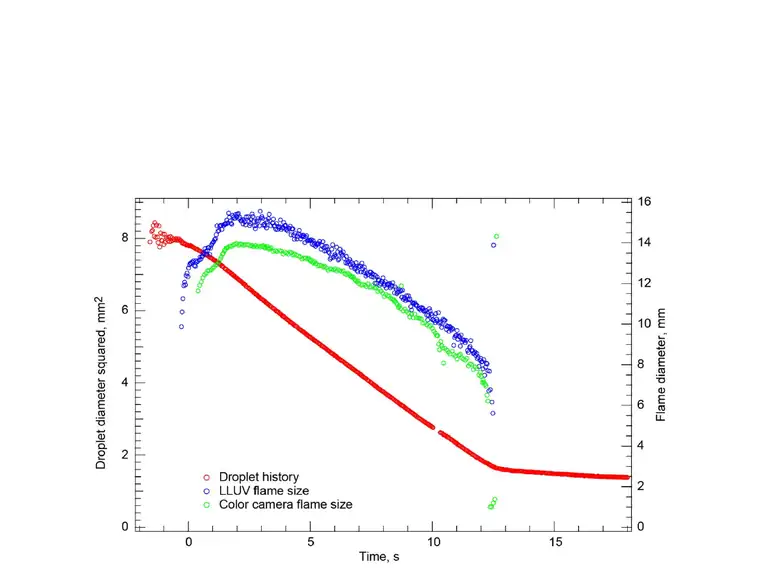 16
14
12
10
8
6
4
2
0
Flame diameter, mm
8
6
4
2
0
Droplet diameter squared, mm2
Droplet history
LLUV flame size
Color camera flame size
0 5 10 15
Time, s